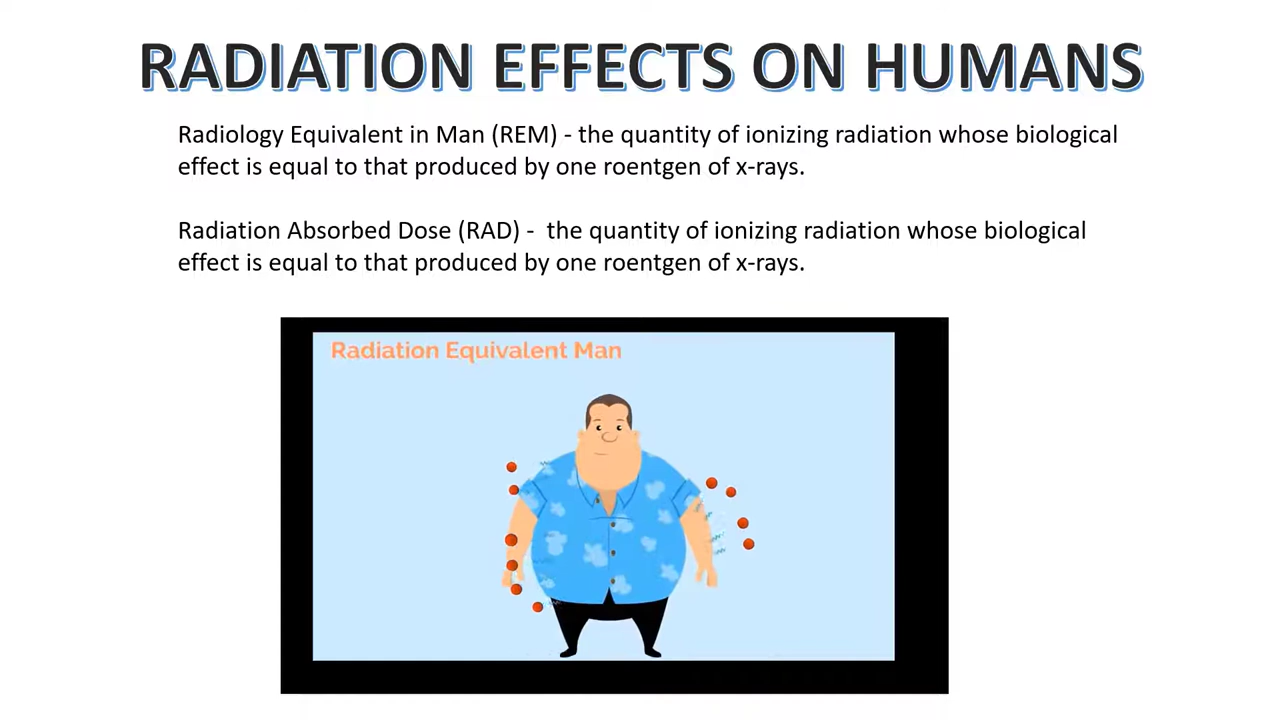 RADIATION EFFECTS ON HUMANS
Radiology Equivalent in Man (REM) - the quantity of ionizing radiation whose biological
effect is equal to that produced by one roentgen of x-rays.
Radiation Absorbed Dose (RAD) -  the quantity of ionizing radiation whose biological
effect is equal to that produced by one roentgen of x-rays.
Radiation Equivalent Man